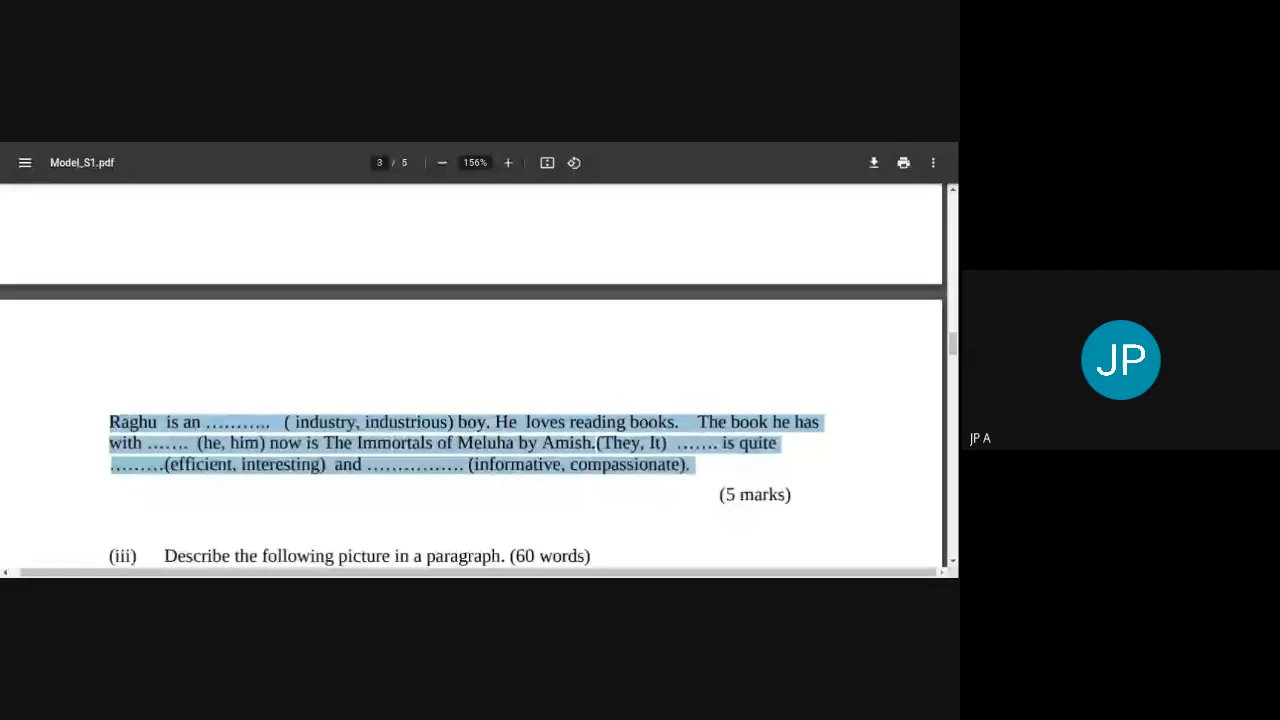 Model_S1.pdf
3 / 5
156%
Raghu is an ……….. ( industry, industrious) boy. He loves reading books. The book he has
with ……. (he, him) now is The Immortals of Meluha by Amish.(They, It) ……. is quite
………(efficient, interesting) and ……………. (informative, compassionate).
(5 marks)
(iii) Describe the following picture in a paragraph. (60 words)
JP
JP A